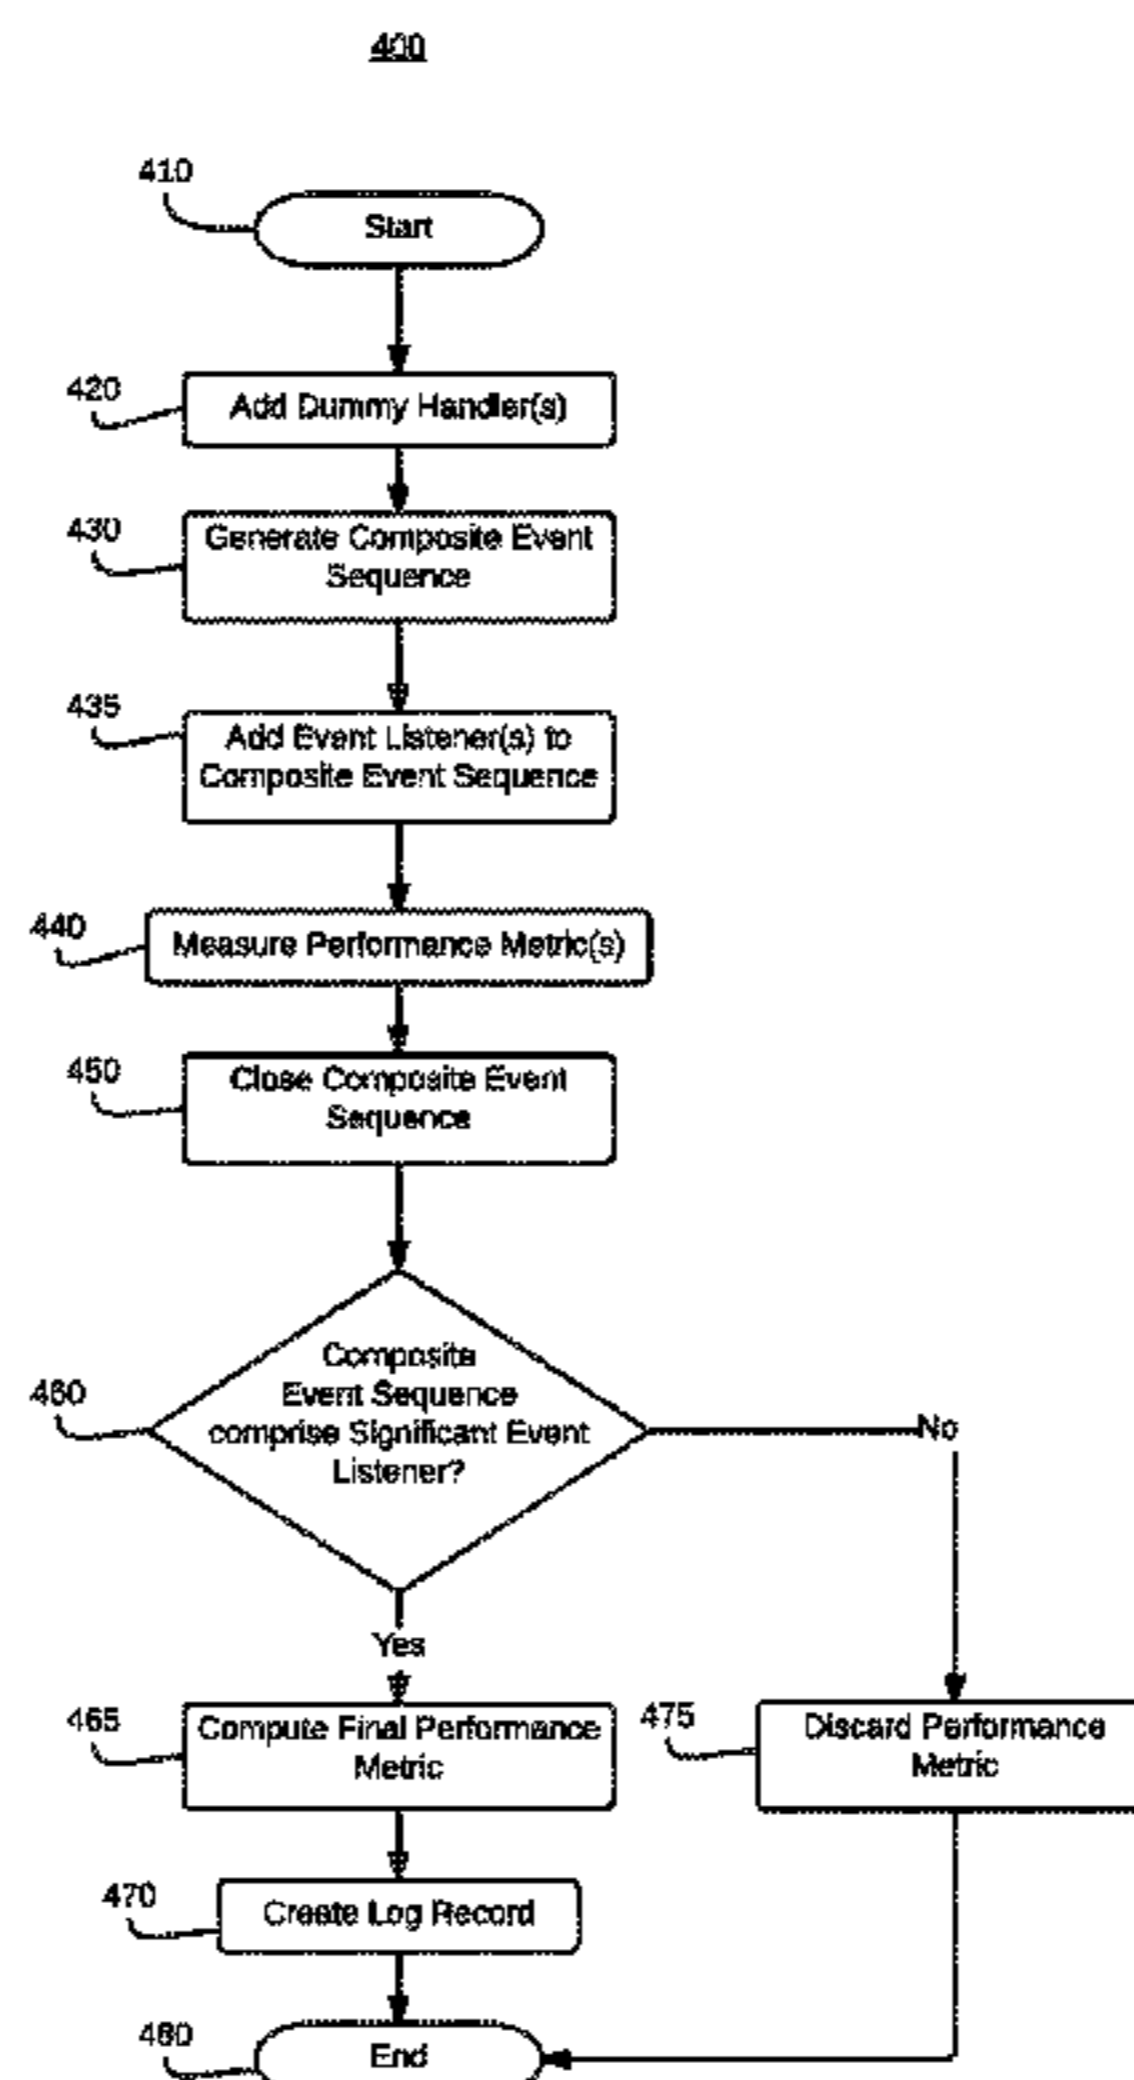 400
410
Start
420
Add Dummy Handler(s)
430
Generate Composite Event
Sequence
435
Add Event Listener(s) to
Composite Event Sequence
440
Measure Performance Metric(s)
450
Close Composite Event
Sequence
460
Composite
Event Sequence
comprise Significant Event
Listener?
No
Yes
465
Compute Final Performance
Metric
475
Discard Performance
Metric
470
Create Log Record
480
End